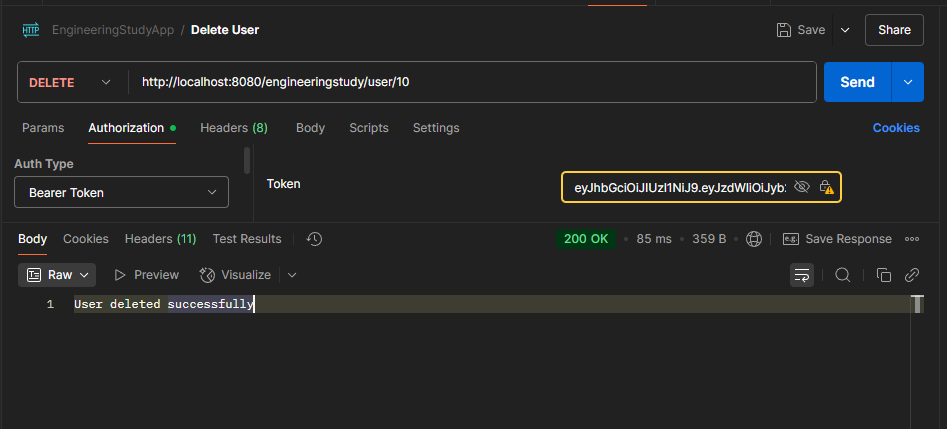 HTTP EngineeringStudyApp / Delete User Save Share
DELETE http://localhost:8080/engineeringstudy/user/10 Send
Params Authorization Headers (8) Body Scripts Settings Cookies
Auth Type
Bearer Token
Token eyJhbGciOiJIUzI1NiJ9.eyJzdWIiOiJyb2
Body Cookies Headers (11) Test Results 200 OK 85 ms 359 B e.g. Save Response
Raw Preview Visualize
1 User deleted successfully